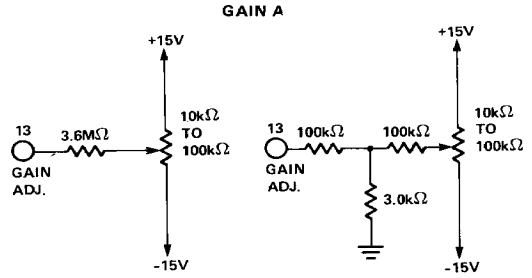 GAIN A
+15V
13
3.6MΩ
10kΩ
TO
100kΩ
GAIN
ADJ.
-15V
+15V
13
100kΩ
100kΩ
10kΩ
TO
100kΩ
GAIN
ADJ.
3.0kΩ
-15V